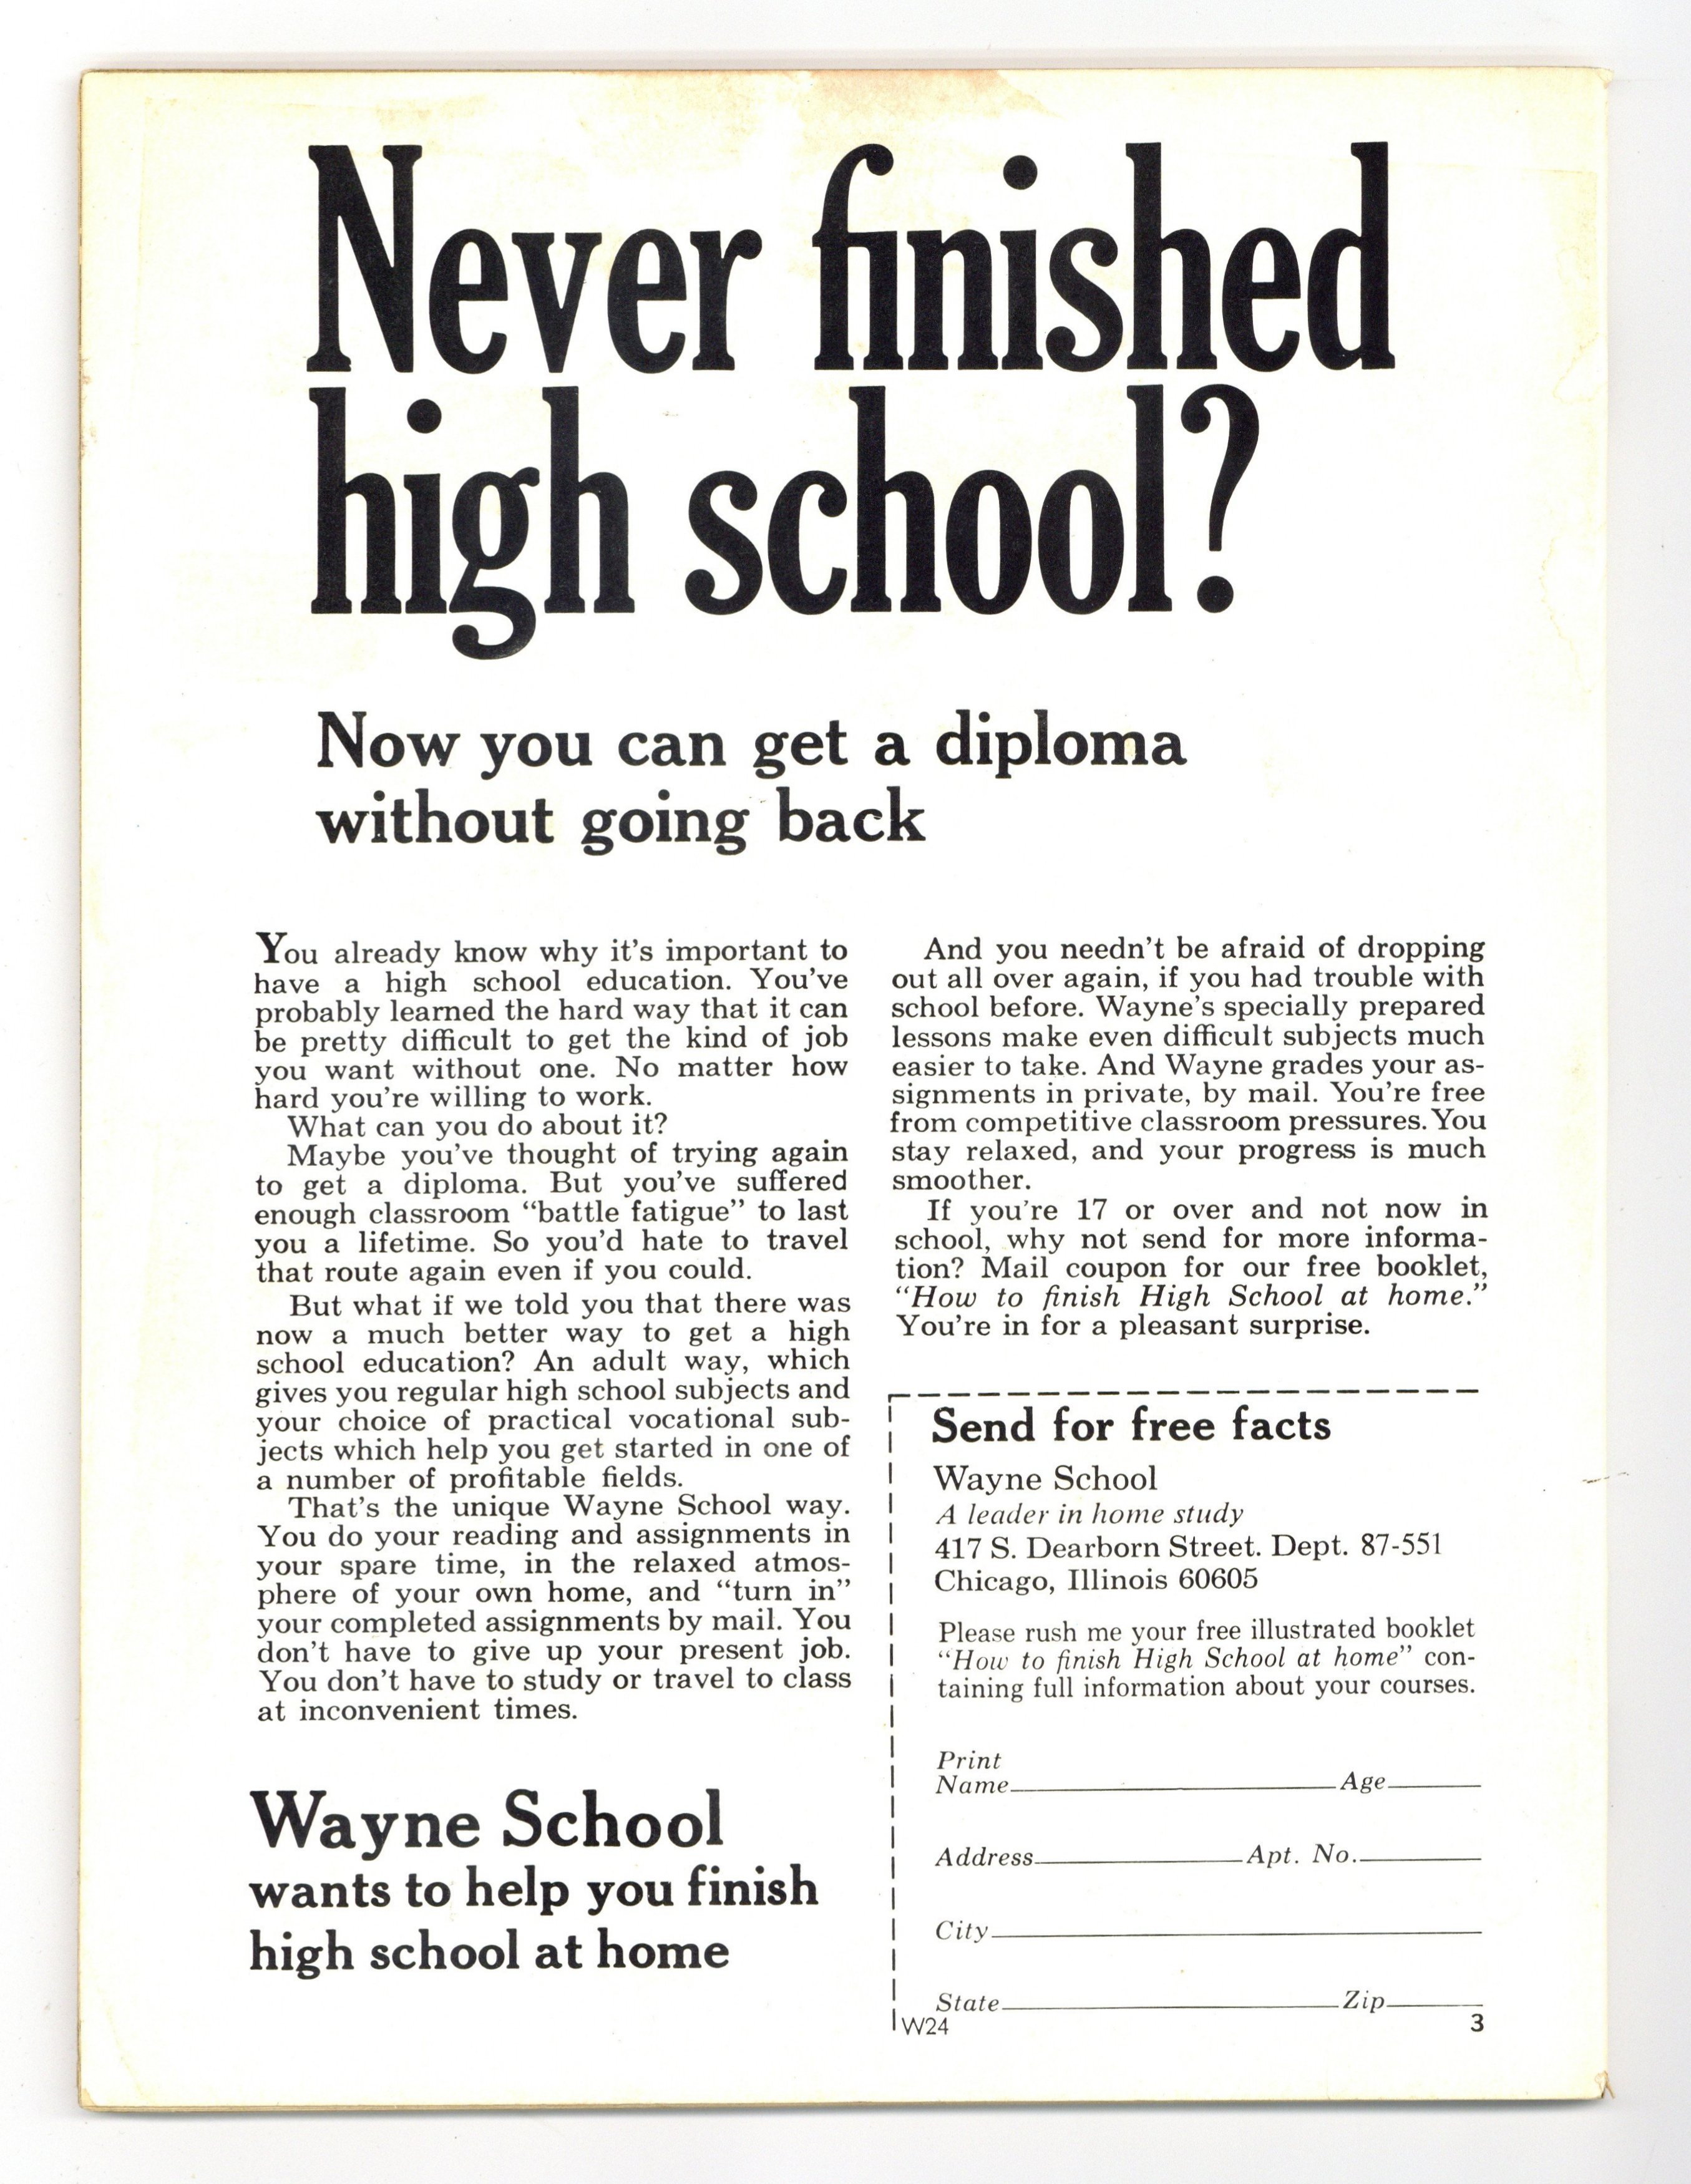 Never finished
high school?
Now you can get a diploma
without going back
You already know why it's important to
have a high school education. You've
probably learned the hard way that it can
be pretty difficult to get the kind of job
you want without one. No matter how
hard you're willing to work.
What can you do about it?
Maybe you've thought of trying again
to get a diploma. But you've suffered
enough classroom “battle fatigue” to last
you a lifetime. So you'd hate to travel
that route again even if you could.
But what if we told you that there was
now a much better way to get a high
school education? An adult way, which
gives you regular high school subjects and
your choice of practical vocational sub-
jects which help you get started in one of
a number of profitable fields.
That's the unique Wayne School way.
You do your reading and assignments in
your spare time, in the relaxed atmos-
phere of your own home, and “turn in”
your completed assignments by mail. You
don't have to give up your present job.
You don't have to study or travel to class
at inconvenient times.
Wayne School
wants to help you finish
high school at home
And you needn't be afraid of dropping
out all over again, if you had trouble with
school before. Wayne's specially prepared
lessons make even difficult subjects much
easier to take. And Wayne grades your as-
signments in private, by mail. You're free
from competitive classroom pressures. You
stay relaxed, and your progress is much
smoother.
If you're 17 or over and not now in
school, why not send for more informa-
tion? Mail coupon for our free booklet,
“How to finish High School at home.”
You're in for a pleasant surprise.
Send for free facts
Wayne School
A leader in home study
417 S. Dearborn Street. Dept. 87-551
Chicago, Illinois 60605
Please rush me your free illustrated booklet
“How to finish High School at home” con-
taining full information about your courses.
Print
Name Age
Address Apt. No.
City
State Zip
W24 3